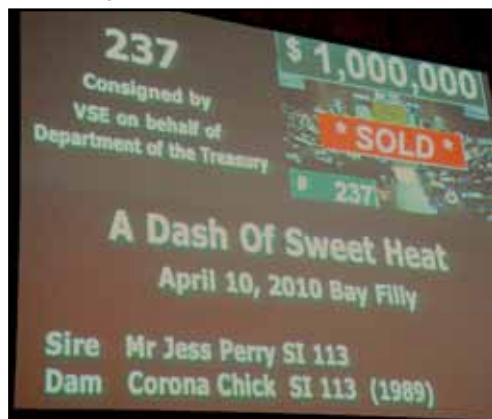 237
Consigned by
VSE on behalf of
Department of the Treasury
$ 1,000,000
* SOLD *
237
A Dash Of Sweet Heat
April 10, 2010 Bay Filly
Sire Mr Jess Perry SI 113
Dam Corona Chick SI 113 (1989)